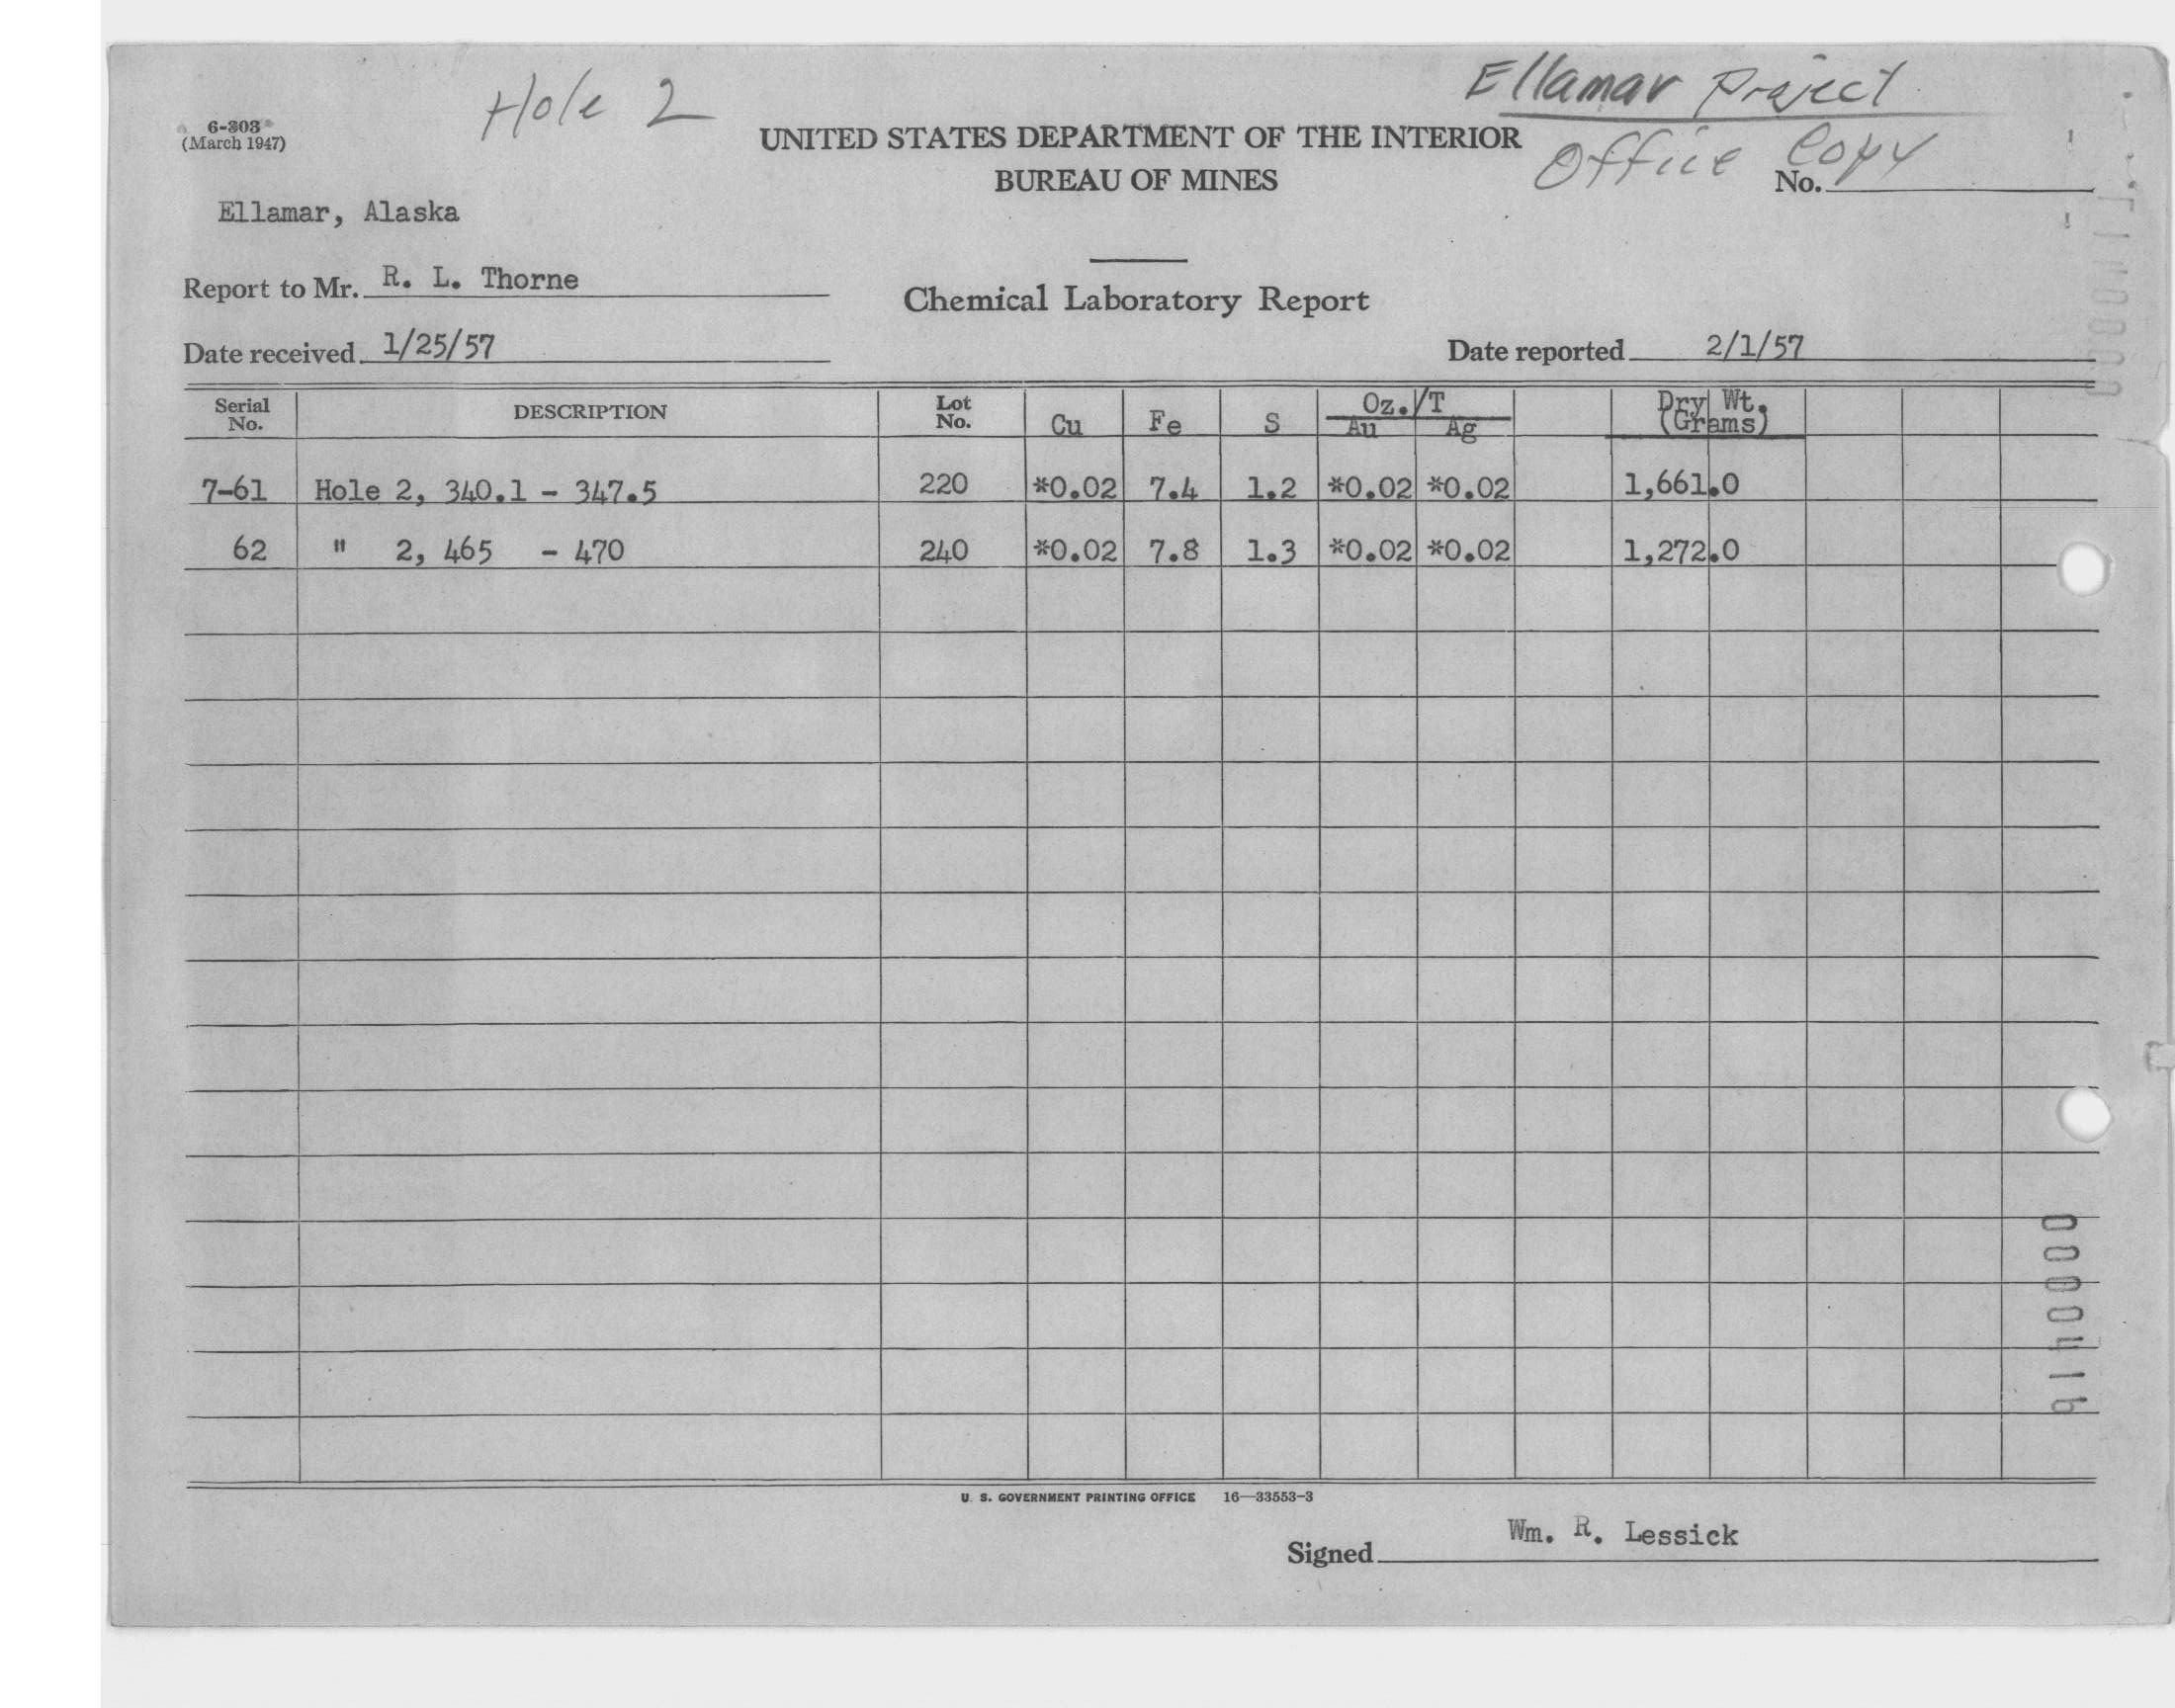 Hole 2
Ellamar Project
6-303
(March 1947)
UNITED STATES DEPARTMENT OF THE INTERIOR
Office Copy
BUREAU OF MINES
No.
Ellamar, Alaska
Report to Mr. R. L. Thorne
Chemical Laboratory Report
Date received 1/25/57
Date reported 2/1/57
Serial No. DESCRIPTION Lot No. Cu Fe S Oz./T Au Ag Dry Wt. (Grams)
7-61 Hole 2, 340.1 - 347.5 220 *0.02 7.4 1.2 *0.02 *0.02 1,661.0
62 " 2, 465 - 470 240 *0.02 7.8 1.3 *0.02 *0.02 1,272.0
0000416
U. S. GOVERNMENT PRINTING OFFICE 16—33553-3
Signed Wm. R. Lessick